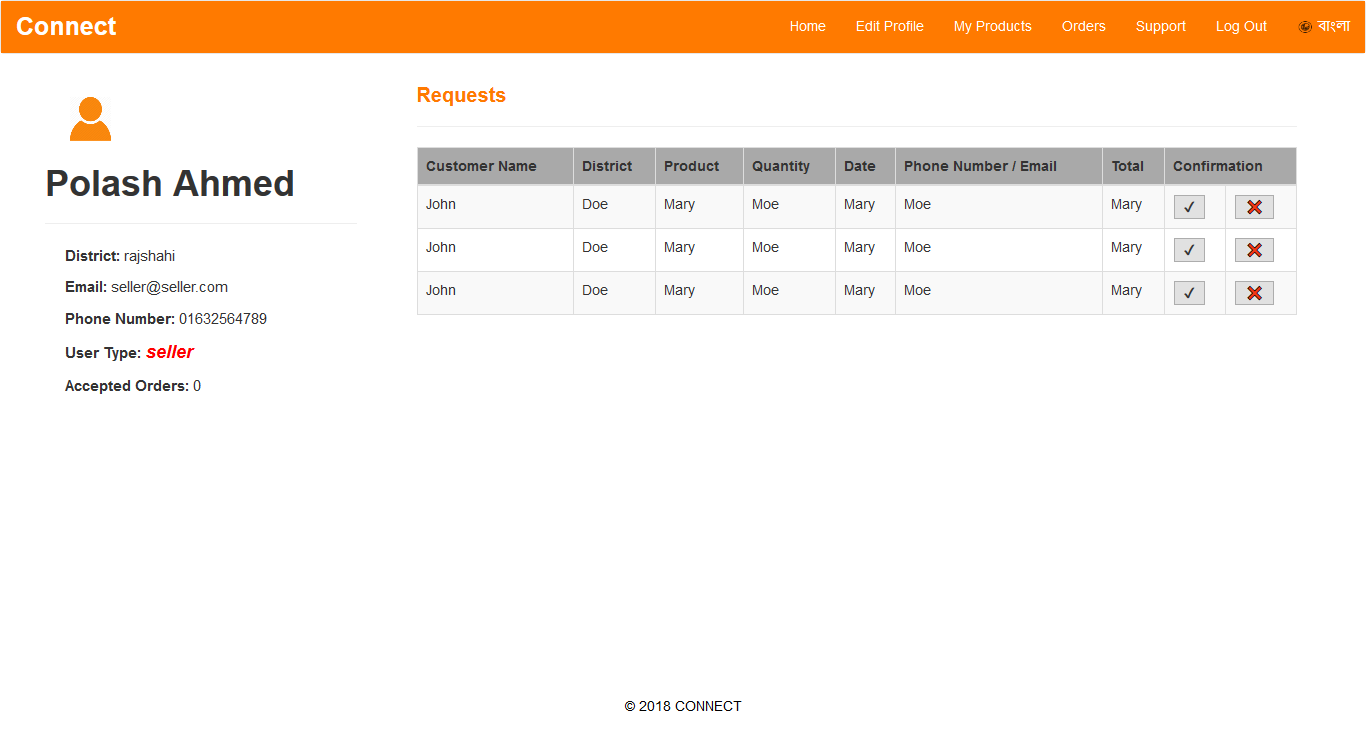 Connect Home Edit Profile My Products Orders Support Log Out বাংলা
Polash Ahmed
District: rajshahi
Email: seller@seller.com
Phone Number: 01632564789
User Type: seller
Accepted Orders: 0
Requests
Customer Name District Product Quantity Date Phone Number / Email Total Confirmation
John Doe Mary Moe Mary Moe Mary
John Doe Mary Moe Mary Moe Mary
John Doe Mary Moe Mary Moe Mary
© 2018 CONNECT